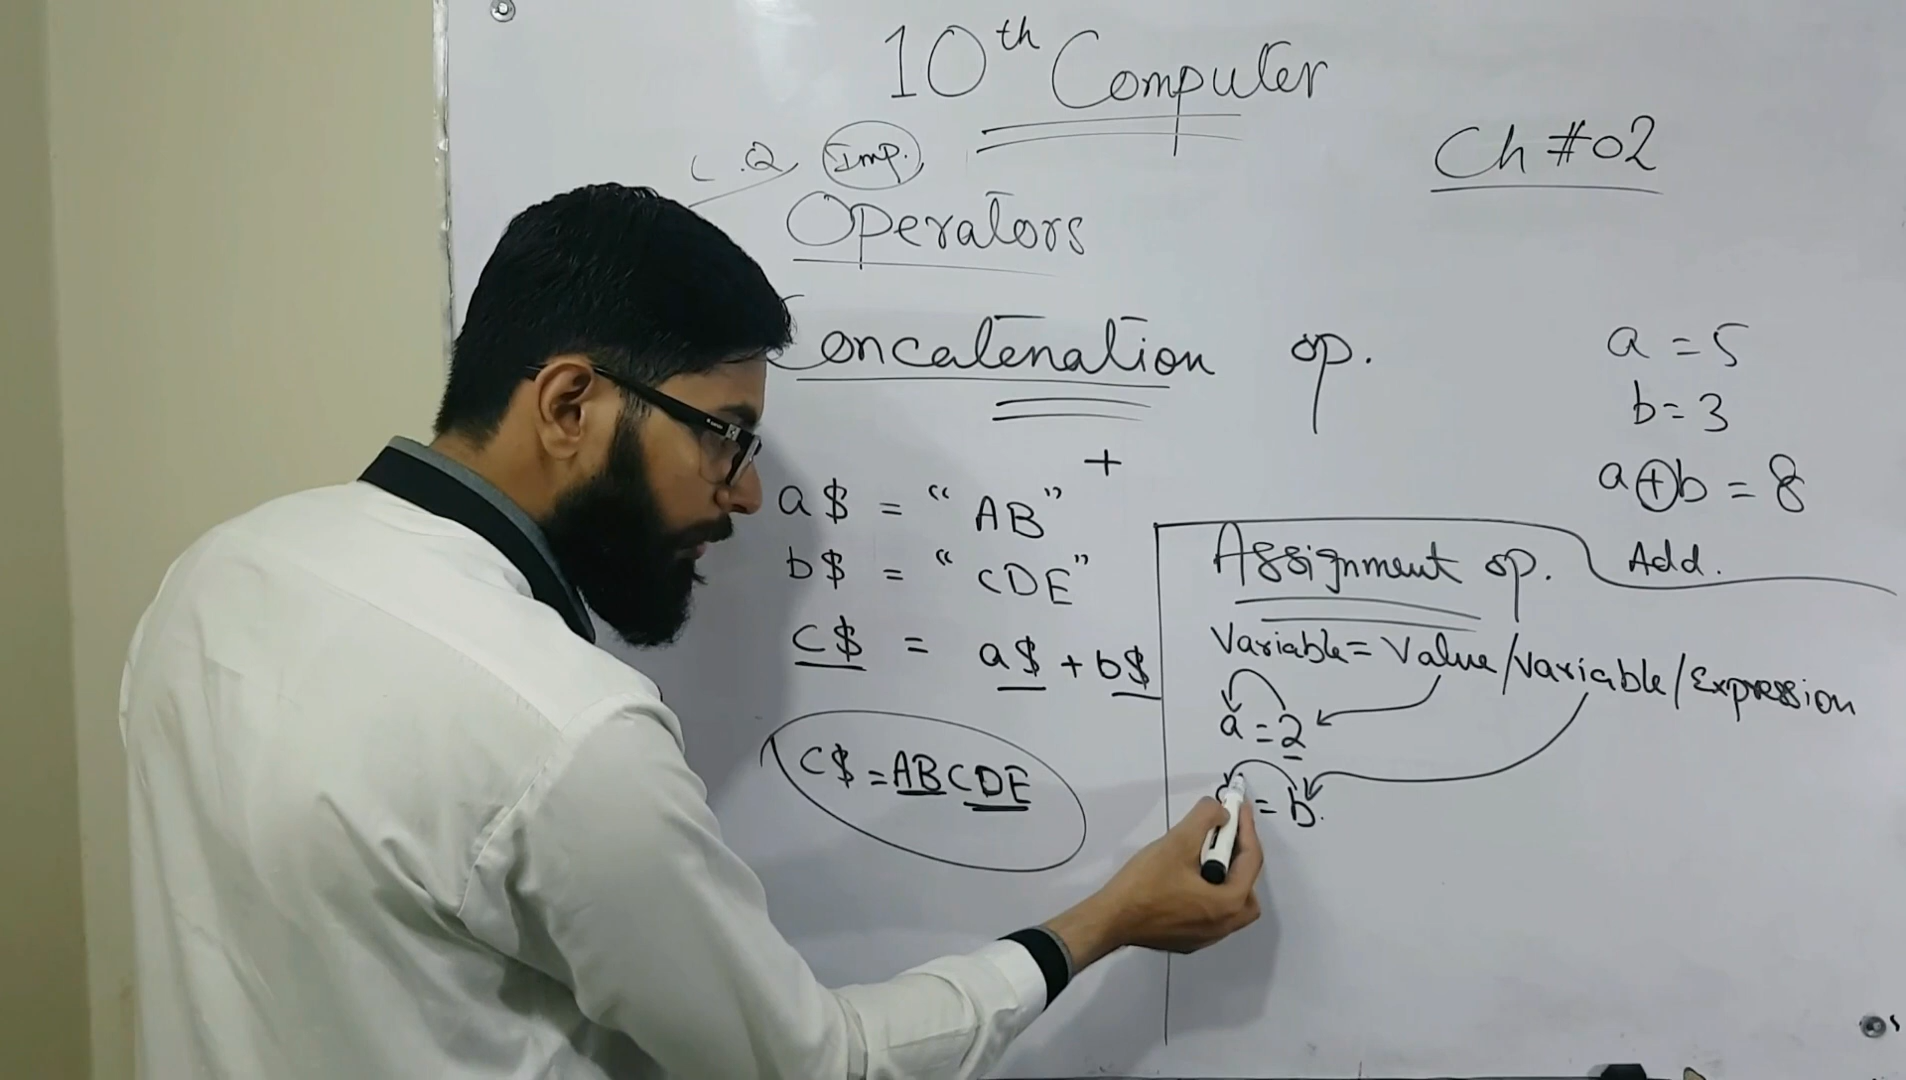 10th Computer
Ch #02
Imp.
Operators
Concatenation op.
+
a$ = "AB"
b$ = "CDE"
c$ = a$ + b$
C$ = ABCDE
a = 5
b = 3
a + b = 8
Add.
Assignment op.
Variable = Value/Variable/Expression
a = 2
= b.